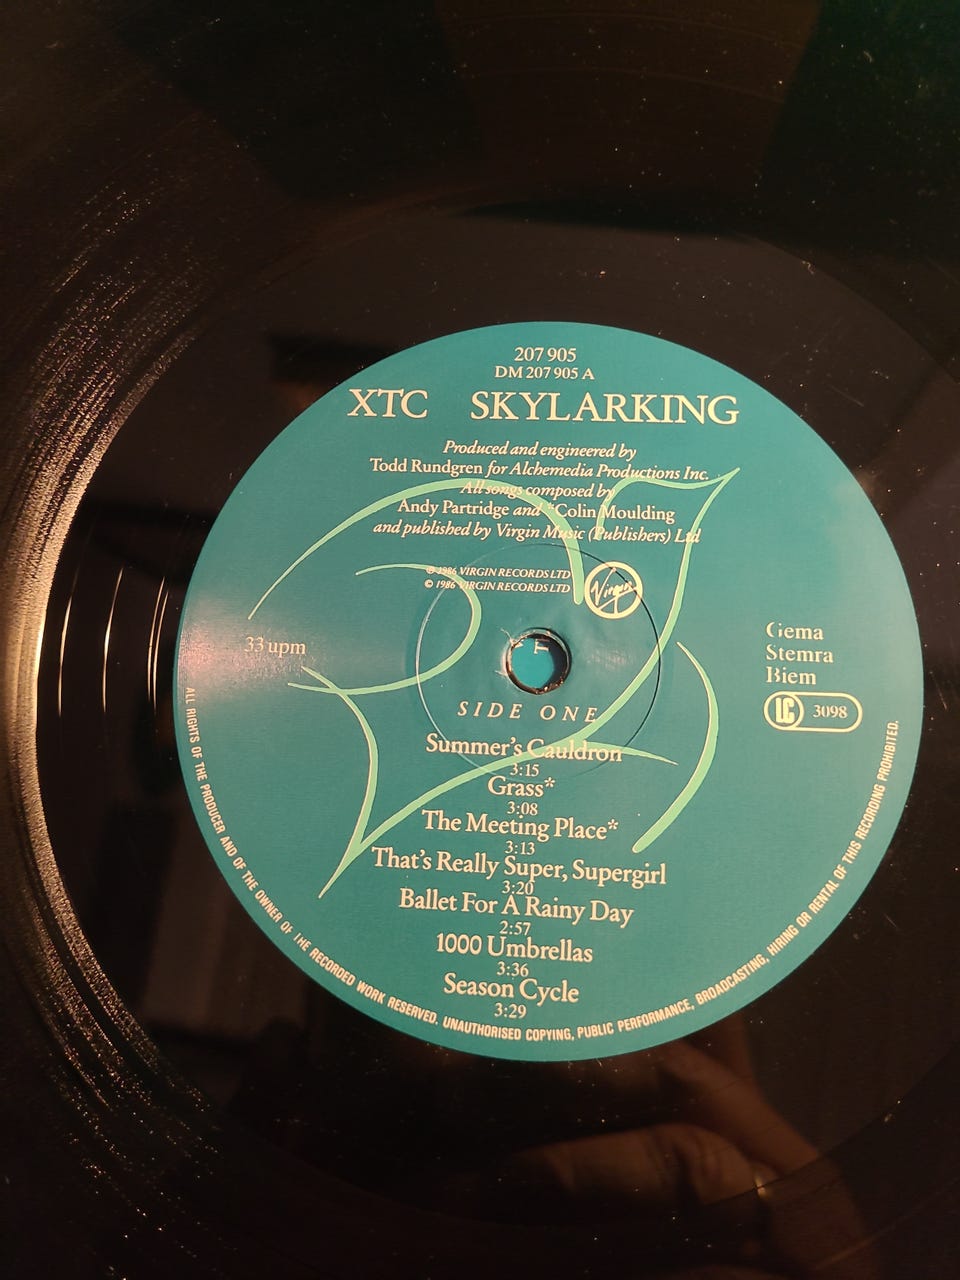 207 905
DM 207 905 A
XTC SKYLARKING
Produced and engineered by
Todd Rundgren for Alchemedia Productions Inc.
All songs composed by
Andy Partridge and *Colin Moulding
and published by Virgin Music (Publishers) Ltd
℗ 1986 VIRGIN RECORDS LTD
© 1986 VIRGIN RECORDS LTD
Virgin
33 upm
Gema
Stemra
Biem
LC 3098
SIDE ONE
Summer's Cauldron
3:15
Grass*
3:08
The Meeting Place*
3:13
That's Really Super, Supergirl
3:20
Ballet For A Rainy Day
2:57
1000 Umbrellas
3:36
Season Cycle
3:29
ALL RIGHTS OF THE PRODUCER AND OF THE OWNER OF THE RECORDED WORK RESERVED. UNAUTHORISED COPYING, PUBLIC PERFORMANCE, BROADCASTING, HIRING OR RENTAL OF THIS RECORDING PROHIBITED.